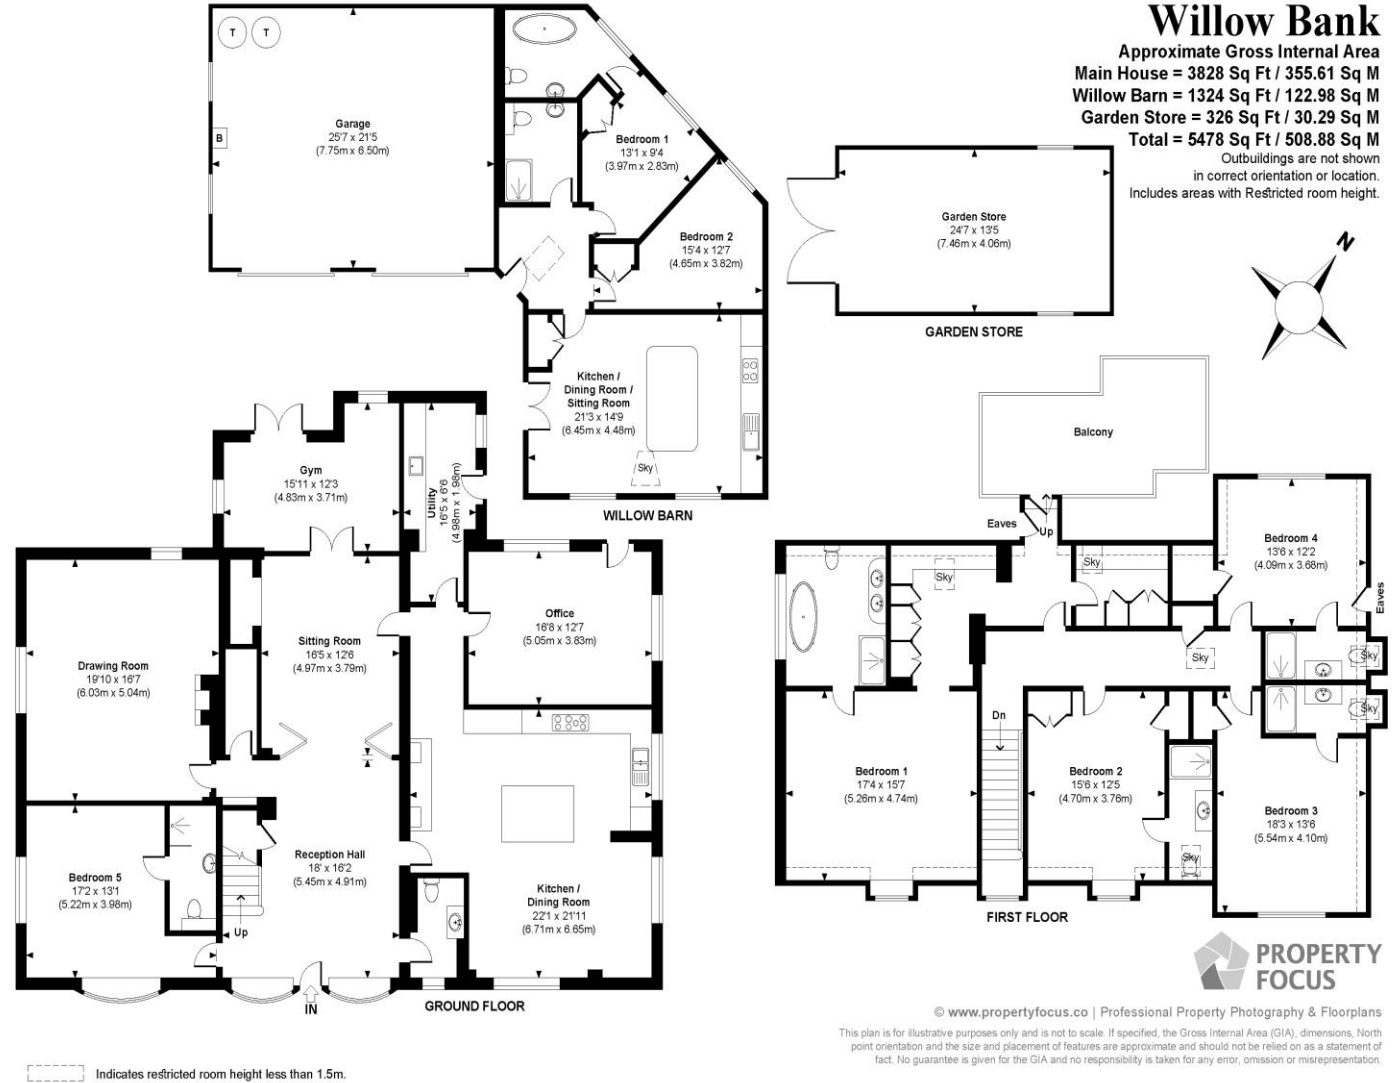 Willow Bank
Approximate Gross Internal Area
Main House = 3828 Sq Ft / 355.61 Sq M
Willow Barn = 1324 Sq Ft / 122.98 Sq M
Garden Store = 326 Sq Ft / 30.29 Sq M
Total = 5478 Sq Ft / 508.88 Sq M
Outbuildings are not shown
in correct orientation or location.
Includes areas with Restricted room height.
N
T
T
B
Garage
25'7 x 21'5
(7.75m x 6.50m)
Bedroom 1
13'1 x 9'4
(3.97m x 2.83m)
Bedroom 2
15'4 x 12'7
(4.65m x 3.82m)
Kitchen /
Dining Room /
Sitting Room
21'3 x 14'9
(6.45m x 4.48m)
Sky
WILLOW BARN
Garden Store
24'7 x 13'5
(7.46m x 4.06m)
GARDEN STORE
Gym
15'11 x 12'3
(4.83m x 3.71m)
Utility
16'5 x 6'6
(4.98m x 1.98m)
Office
16'8 x 12'7
(5.05m x 3.83m)
Sitting Room
16'5 x 12'6
(4.97m x 3.79m)
Drawing Room
19'10 x 16'7
(6.03m x 5.04m)
Reception Hall
18' x 16'2
(5.45m x 4.91m)
Bedroom 5
17'2 x 13'1
(5.22m x 3.98m)
Kitchen /
Dining Room
22'1 x 21'11
(6.71m x 6.65m)
Up
IN
GROUND FLOOR
Balcony
Eaves
Up
Sky
Sky
Bedroom 4
13'6 x 12'2
(4.09m x 3.68m)
Eaves
Sky
Sky
Sky
Dn
Bedroom 1
17'4 x 15'7
(5.26m x 4.74m)
Bedroom 2
15'6 x 12'5
(4.70m x 3.76m)
Bedroom 3
18'3 x 13'6
(5.54m x 4.10m)
Sky
FIRST FLOOR
PROPERTY
FOCUS
© www.propertyfocus.co | Professional Property Photography & Floorplans
This plan is for illustrative purposes only and is not to scale. If specified, the Gross Internal Area (GIA), dimensions, North
point orientation and the size and placement of features are approximate and should not be relied on as a statement of
fact. No guarantee is given for the GIA and no responsibility is taken for any error, omission or misrepresentation.
Indicates restricted room height less than 1.5m.